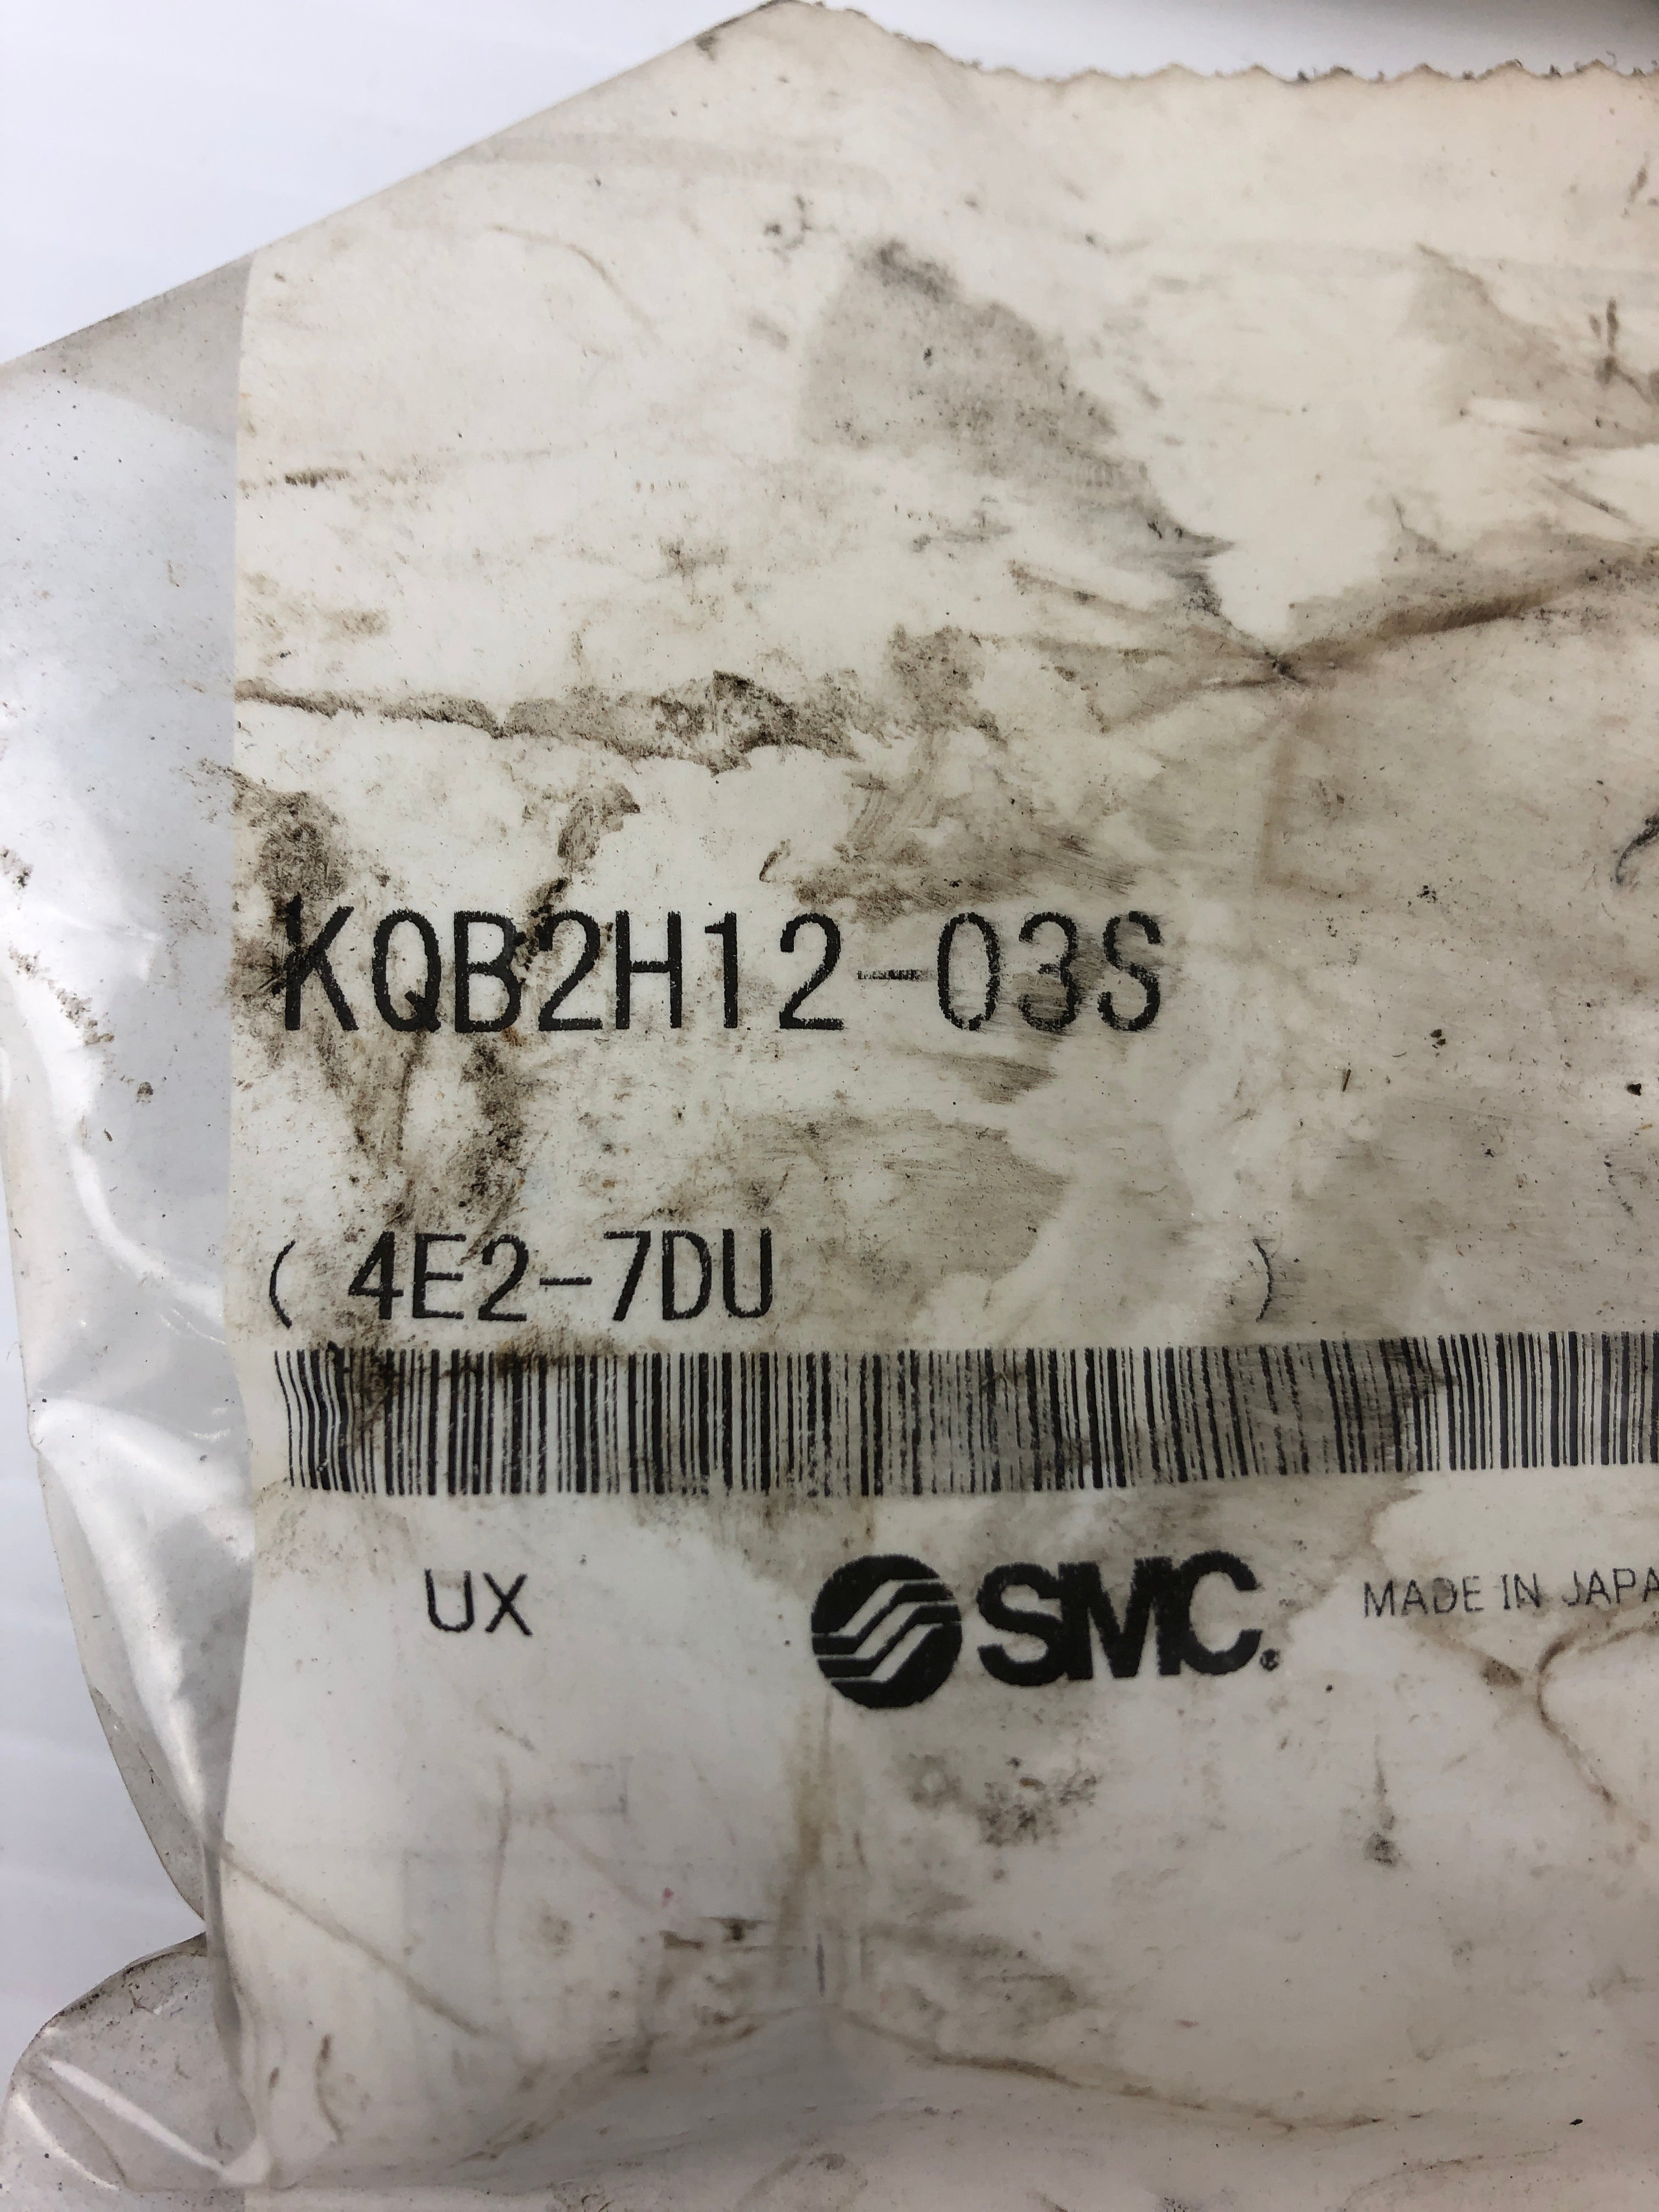 KQB2H12-03S
( 4E2-7DU )
UX SMC® MADE IN JAPA